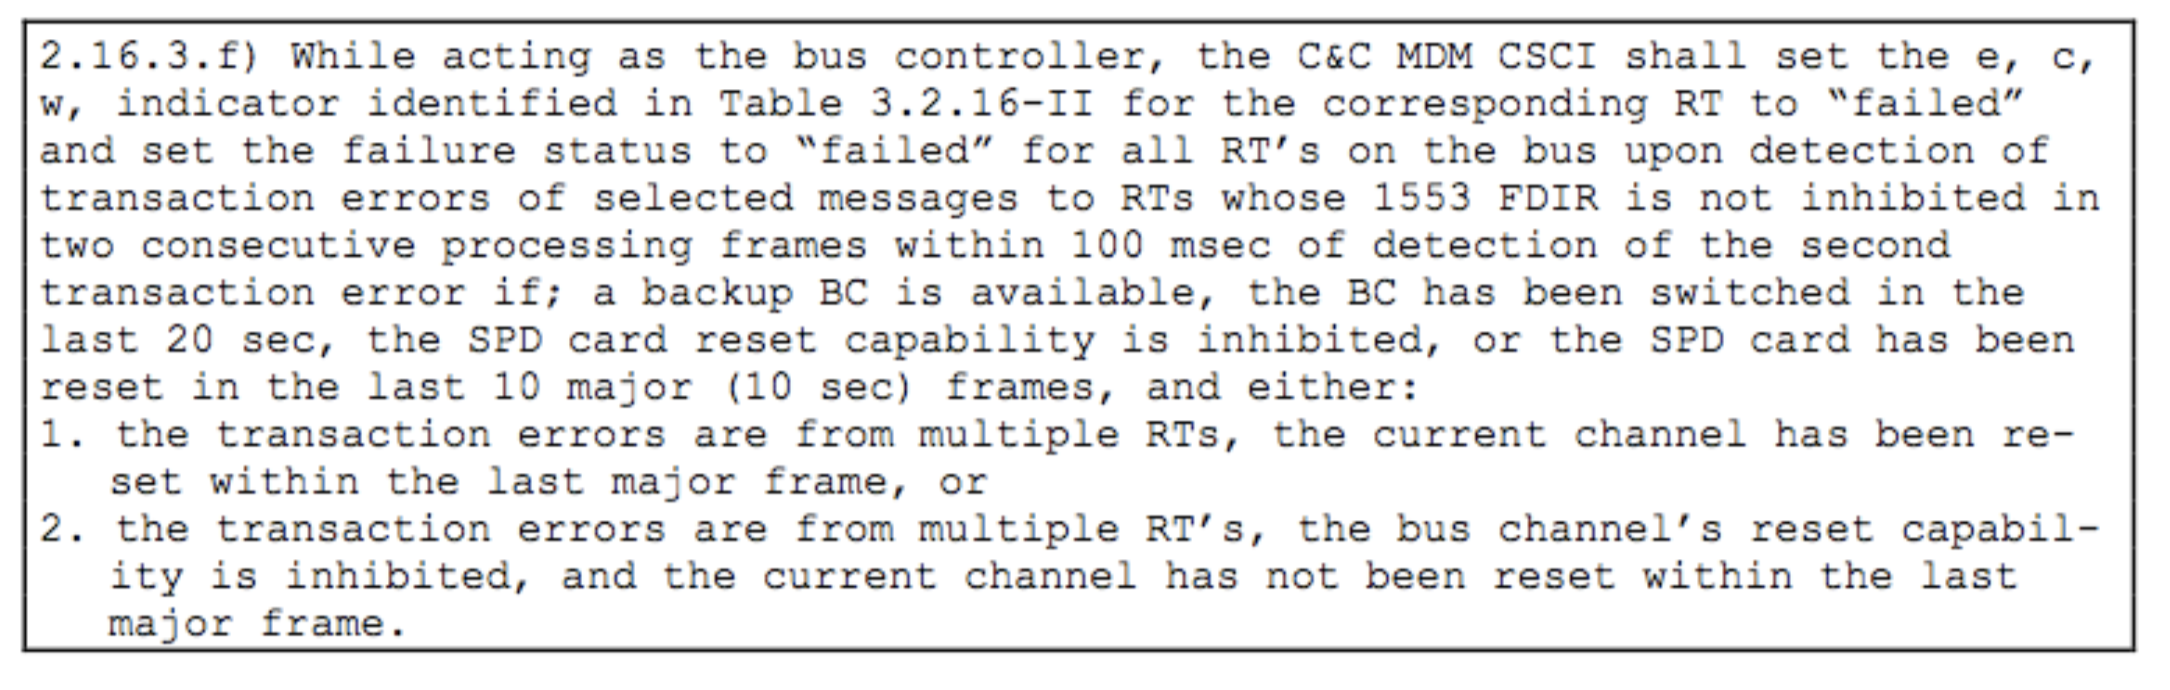 2.16.3.f) While acting as the bus controller, the C&C MDM CSCI shall set the e, c,
w, indicator identified in Table 3.2.16-II for the corresponding RT to “failed”
and set the failure status to “failed” for all RT’s on the bus upon detection of
transaction errors of selected messages to RTs whose 1553 FDIR is not inhibited in
two consecutive processing frames within 100 msec of detection of the second
transaction error if; a backup BC is available, the BC has been switched in the
last 20 sec, the SPD card reset capability is inhibited, or the SPD card has been
reset in the last 10 major (10 sec) frames, and either:
1. the transaction errors are from multiple RTs, the current channel has been re-
set within the last major frame, or
2. the transaction errors are from multiple RT’s, the bus channel’s reset capabil-
ity is inhibited, and the current channel has not been reset within the last
major frame.